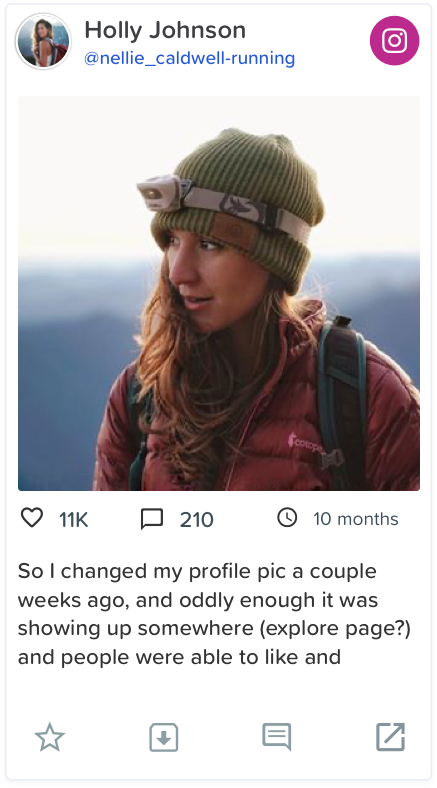 Holly Johnson
@nellie_caldwell-running
cotopaxi
11K
210
10 months
So I changed my profile pic a couple
weeks ago, and oddly enough it was
showing up somewhere (explore page?)
and people were able to like and